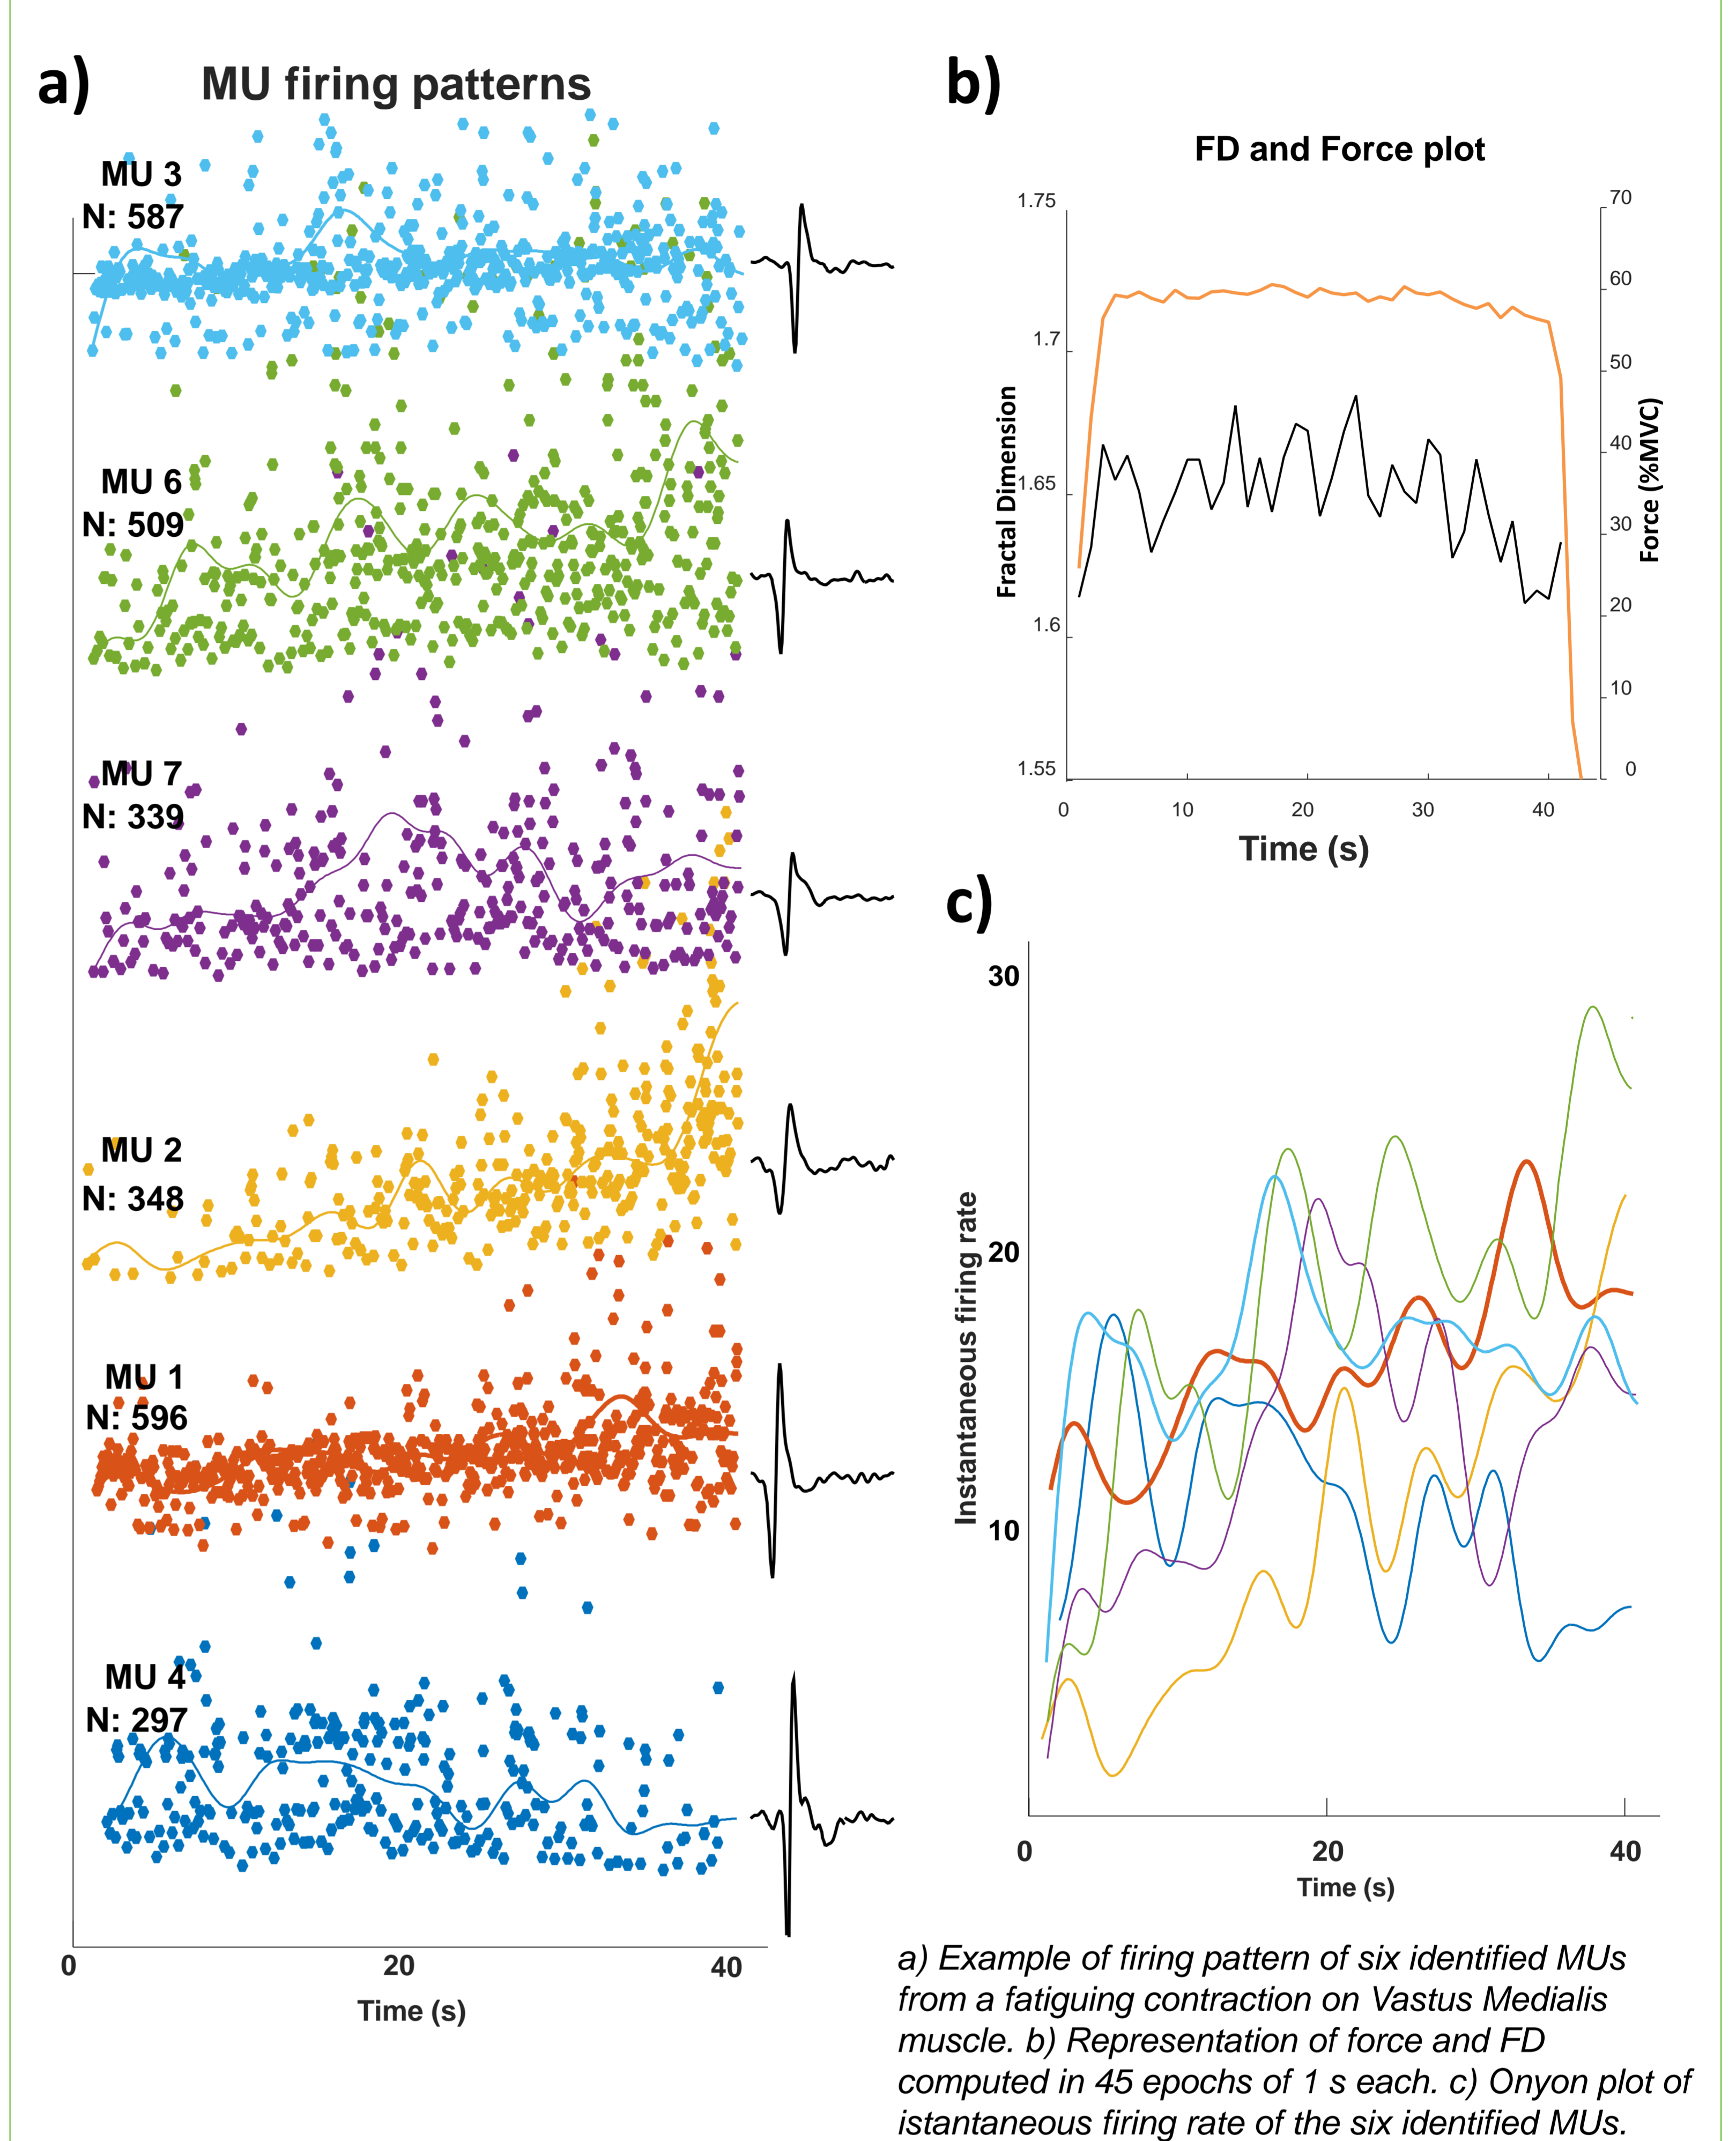 a)
MU firing patterns
MU 3
N: 587
MU 6
N: 509
MU 7
N: 339
MU 2
N: 348
MU 1
N: 596
MU 4
N: 297
0
20
40
Time (s)
b)
FD and Force plot
1.75
1.7
1.65
1.6
1.55
Fractal Dimension
70
60
50
40
30
20
10
0
Force (%MVC)
0
10
20
30
40
Time (s)
c)
30
20
10
Instantaneous firing rate
0
20
40
Time (s)
a) Example of firing pattern of six identified MUs
from a fatiguing contraction on Vastus Medialis
muscle. b) Representation of force and FD
computed in 45 epochs of 1 s each. c) Onyon plot of
istantaneous firing rate of the six identified MUs.